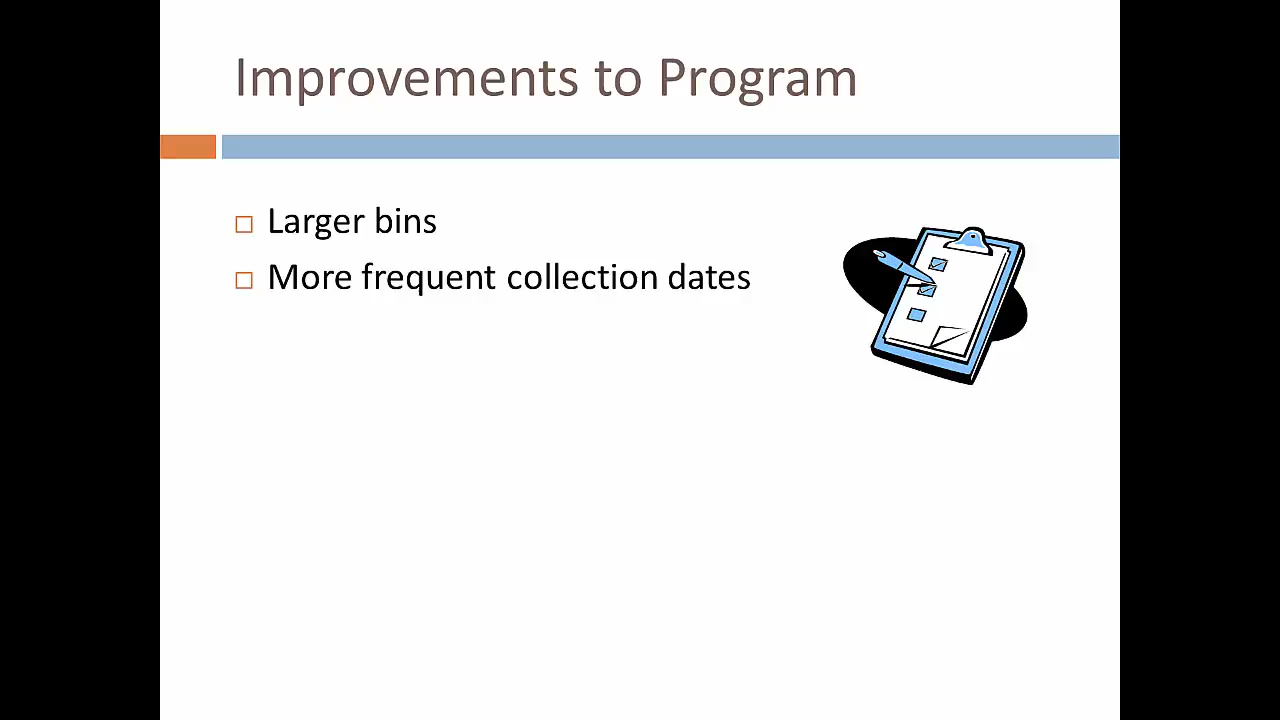 Improvements to Program
Larger bins
More frequent collection dates